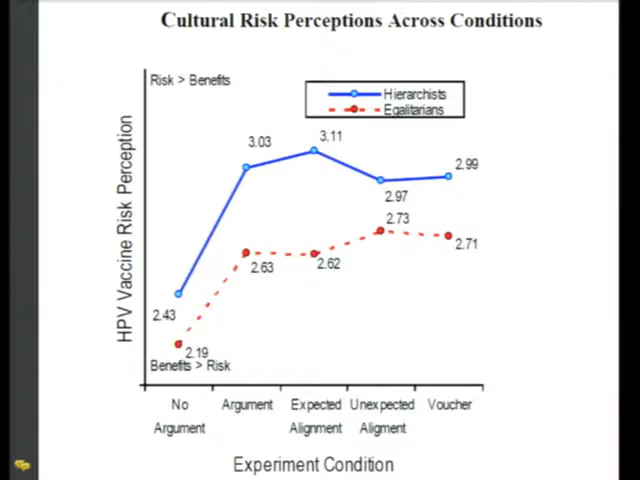 Cultural Risk Perceptions Across Conditions
Risk > Benefits
Hierarchists
Egalitarians
3.03
3.11
2.99
2.97
2.73
2.71
2.63
2.62
2.43
2.19
Benefits > Risk
HPV Vaccine Risk Perception
No Argument
Argument
Expected Alignment
Unexpected Aligment
Voucher
Experiment Condition